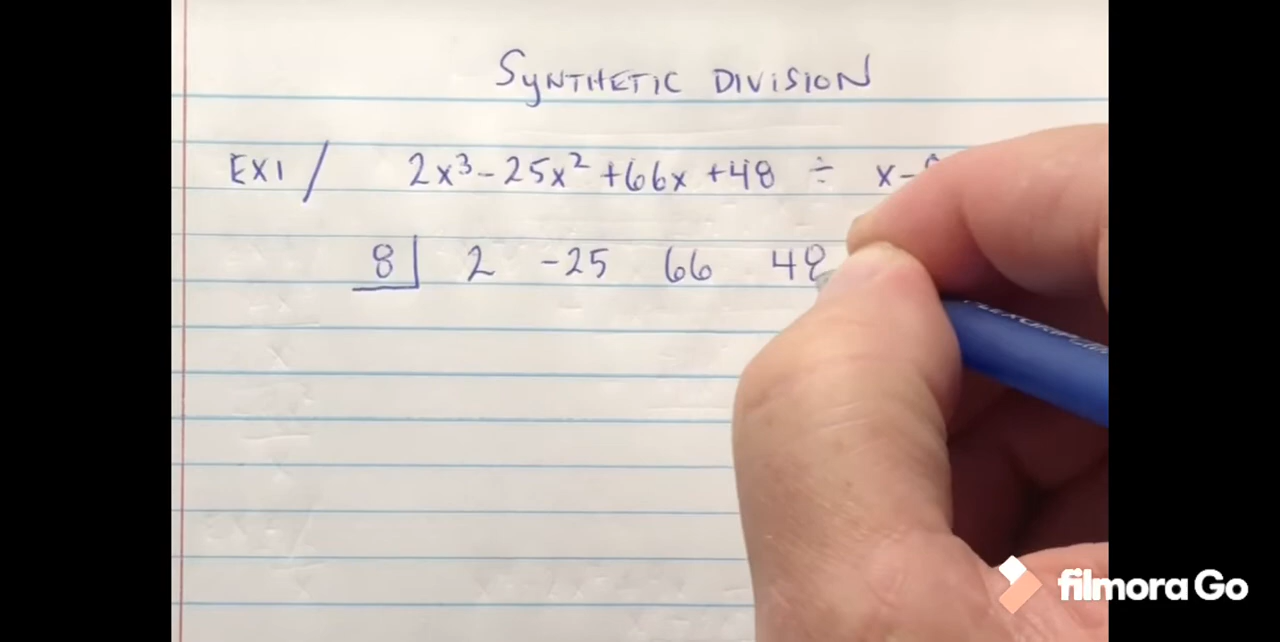 SYNTHETIC DIVISION
EX1 / 2x³ - 25x² + 66x + 48 ÷ x -
8 2 -25 66 48
filmora Go